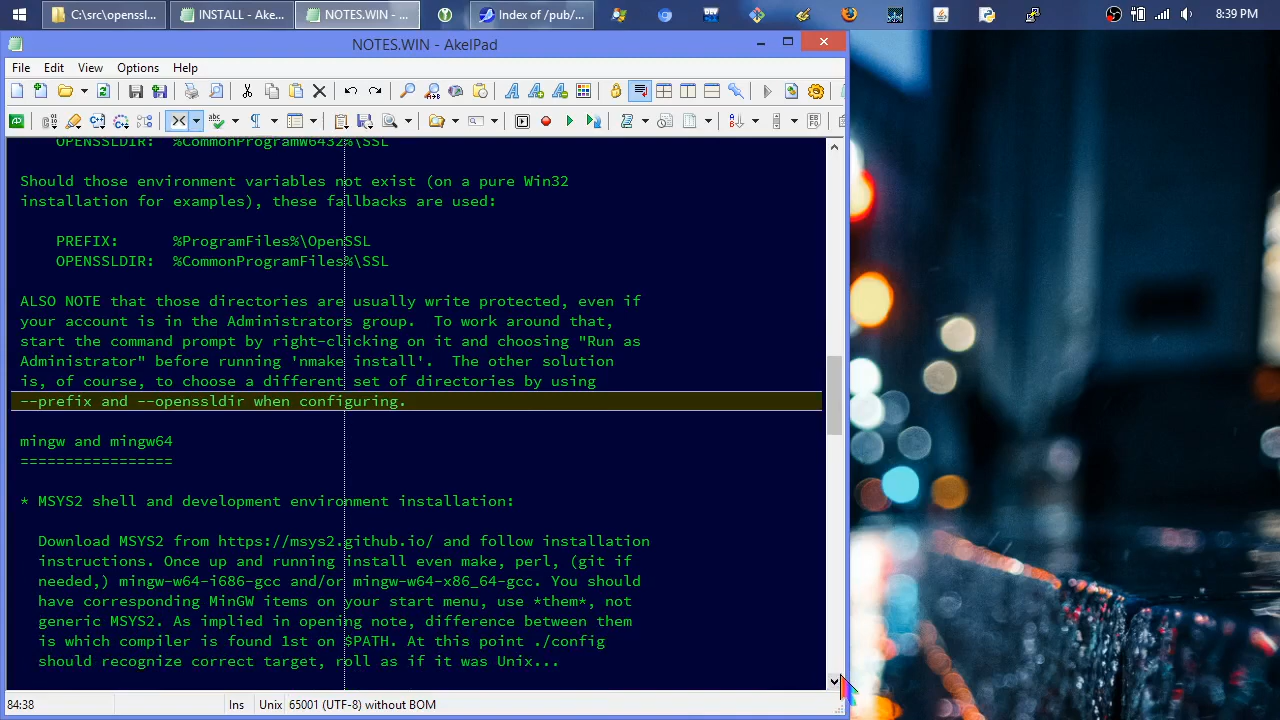 C:\src\openssl...
INSTALL - Ake...
NOTES.WIN - ...
Index of /pub/...
DEV
8:39 PM
NOTES.WIN - AkelPad
File Edit View Options Help
OPENSSLDIR: %CommonProgramW6432%\SSL
Should those environment variables not exist (on a pure Win32
installation for examples), these fallbacks are used:
PREFIX: %ProgramFiles%\OpenSSL
OPENSSLDIR: %CommonProgramFiles%\SSL
ALSO NOTE that those directories are usually write protected, even if
your account is in the Administrators group. To work around that,
start the command prompt by right-clicking on it and choosing "Run as
Administrator" before running 'nmake install'. The other solution
is, of course, to choose a different set of directories by using
--prefix and --openssldir when configuring.
mingw and mingw64
=================
* MSYS2 shell and development environment installation:
Download MSYS2 from https://msys2.github.io/ and follow installation
instructions. Once up and running install even make, perl, (git if
needed,) mingw-w64-i686-gcc and/or mingw-w64-x86_64-gcc. You should
have corresponding MinGW items on your start menu, use *them*, not
generic MSYS2. As implied in opening note, difference between them
is which compiler is found 1st on $PATH. At this point ./config
should recognize correct target, roll as if it was Unix...
84:38 Ins Unix 65001 (UTF-8) without BOM